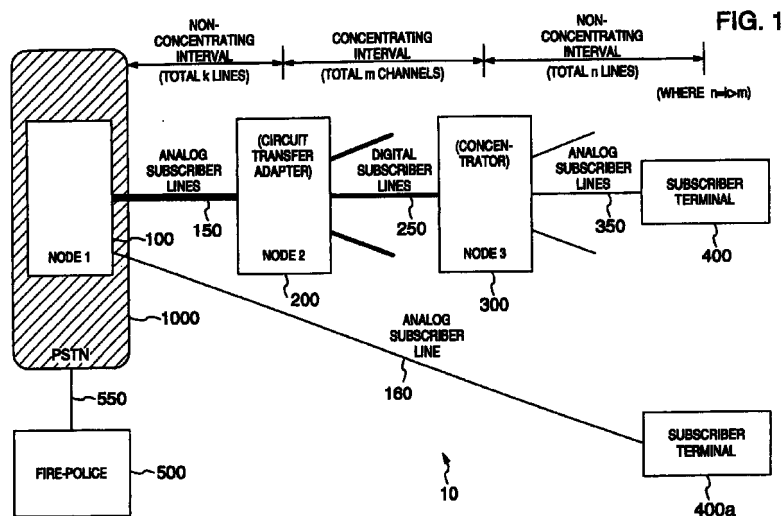 FIG. 1
NON-
CONCENTRATING
INTERVAL
(TOTAL k LINES)
CONCENTRATING
INTERVAL
(TOTAL m CHANNELS)
NON-
CONCENTRATING
INTERVAL
(TOTAL n LINES)
(WHERE n=k>m)
ANALOG
SUBSCRIBER
LINES
150
(CIRCUIT
TRANSFER
ADAPTER)
NODE 2
200
DIGITAL
SUBSCRIBER
LINES
250
(CONCEN-
TRATOR)
NODE 3
300
ANALOG
SUBSCRIBER
LINES
350
SUBSCRIBER
TERMINAL
400
NODE 1
100
1000
PSTN
550
FIRE-POLICE
500
ANALOG
SUBSCRIBER
LINE
160
10
SUBSCRIBER
TERMINAL
400a